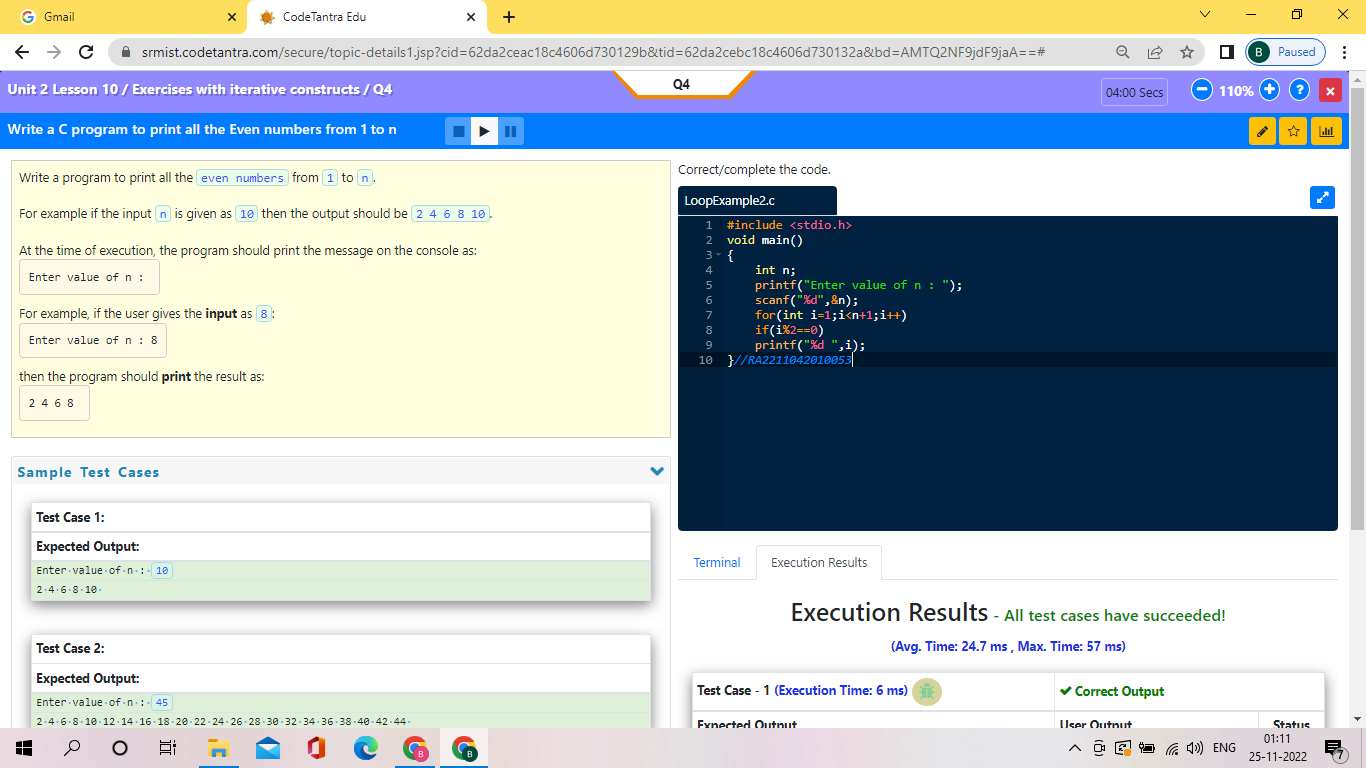 Gmail
CodeTantra Edu
srmist.codetantra.com/secure/topic-details1.jsp?cid=62da2ceac18c4606d730129b&tid=62da2cebc18c4606d730132a&bd=AMTQ2NF9jdF9jaA==#
B Paused
Unit 2 Lesson 10 / Exercises with iterative constructs / Q4
Q4
04:00 Secs
110%
?
x
Write a C program to print all the Even numbers from 1 to n
Write a program to print all the even numbers from 1 to n.
For example if the input n is given as 10 then the output should be 2 4 6 8 10.
At the time of execution, the program should print the message on the console as:
Enter value of n :
For example, if the user gives the input as 8:
Enter value of n : 8
then the program should print the result as:
2 4 6 8
Sample Test Cases
Test Case 1:
Expected Output:
Enter·value·of·n·:· 10
2·4·6·8·10·
Test Case 2:
Expected Output:
Enter·value·of·n·:· 45
2·4·6·8·10·12·14·16·18·20·22·24·26·28·30·32·34·36·38·40·42·44·
Correct/complete the code.
LoopExample2.c
1 #include <stdio.h>
2 void main()
3 {
4 int n;
5 printf("Enter value of n : ");
6 scanf("%d",&n);
7 for(int i=1;i<n+1;i++)
8 if(i%2==0)
9 printf("%d ",i);
10 }//RA2211042010053
Terminal
Execution Results
Execution Results - All test cases have succeeded!
(Avg. Time: 24.7 ms , Max. Time: 57 ms)
Test Case - 1 (Execution Time: 6 ms)
Correct Output
Expected Output
User Output
Status
B
B
ENG
01:11
25-11-2022
7